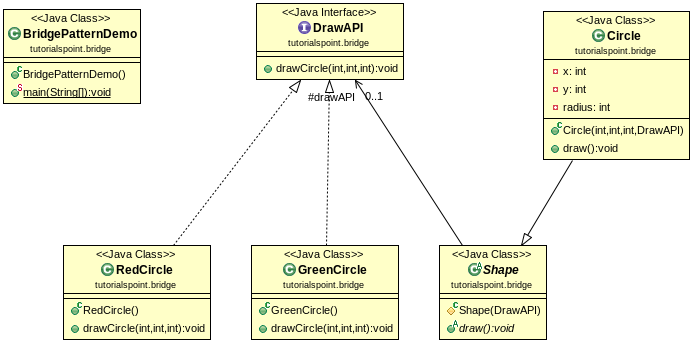 <<Java Class>>
BridgePatternDemo
tutorialspoint.bridge
BridgePatternDemo()
main(String[]):void
<<Java Interface>>
DrawAPI
tutorialspoint.bridge
drawCircle(int,int,int):void
<<Java Class>>
Circle
tutorialspoint.bridge
x: int
y: int
radius: int
Circle(int,int,int,DrawAPI)
draw():void
#drawAPI
0..1
<<Java Class>>
RedCircle
tutorialspoint.bridge
RedCircle()
drawCircle(int,int,int):void
<<Java Class>>
GreenCircle
tutorialspoint.bridge
GreenCircle()
drawCircle(int,int,int):void
<<Java Class>>
Shape
tutorialspoint.bridge
Shape(DrawAPI)
draw():void